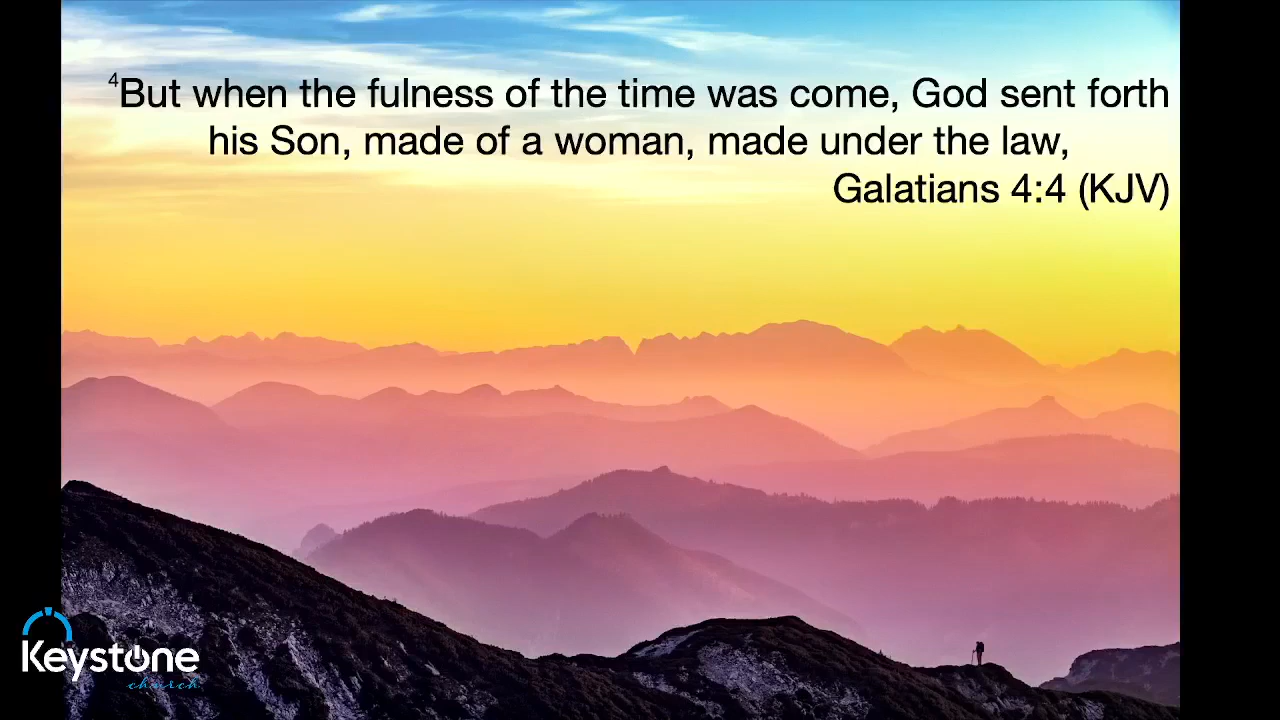 ⁴But when the fulness of the time was come, God sent forth
his Son, made of a woman, made under the law,
Galatians 4:4 (KJV)
Keystone
church